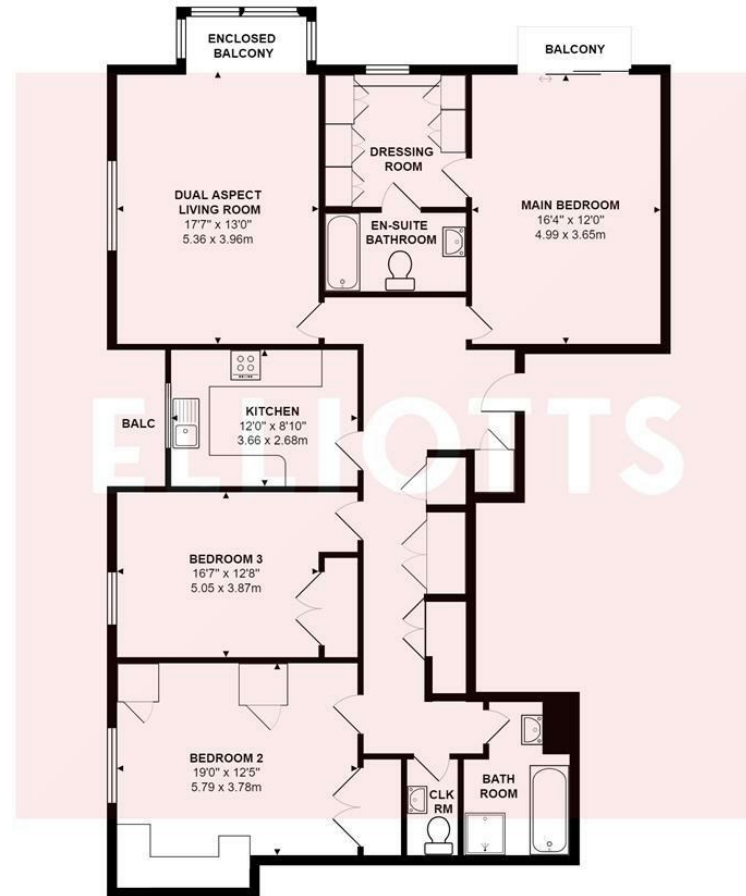 ENCLOSED
BALCONY
BALCONY
DUAL ASPECT
LIVING ROOM
17'7" x 13'0"
5.36 x 3.96m
DRESSING
ROOM
EN-SUITE
BATHROOM
MAIN BEDROOM
16'4" x 12'0"
4.99 x 3.65m
BALC
KITCHEN
12'0" x 8'10"
3.66 x 2.68m
ELLIOTTS
BEDROOM 3
16'7" x 12'8"
5.05 x 3.87m
BEDROOM 2
19'0" x 12'5"
5.79 x 3.78m
CLK
RM
BATH
ROOM